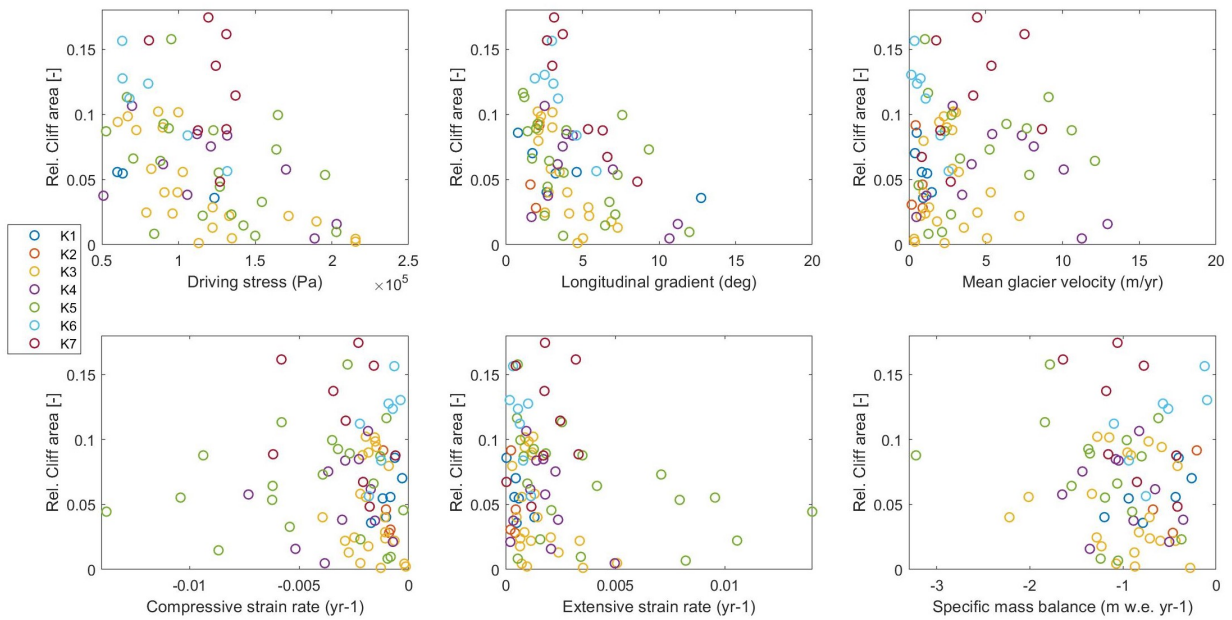 Rel. Cliff area [-]
0.15
0.1
0.05
0
0.5
1
1.5
2
2.5
Driving stress (Pa)
×10⁵
Rel. Cliff area [-]
0.15
0.1
0.05
0
0
5
10
15
20
Longitudinal gradient (deg)
Rel. Cliff area [-]
0.15
0.1
0.05
0
0
5
10
15
20
Mean glacier velocity (m/yr)
K1
K2
K3
K4
K5
K6
K7
Rel. Cliff area [-]
0.15
0.1
0.05
0
-0.01
-0.005
0
Compressive strain rate (yr-1)
Rel. Cliff area [-]
0.15
0.1
0.05
0
0
0.005
0.01
Extensive strain rate (yr-1)
Rel. Cliff area [-]
0.15
0.1
0.05
0
-3
-2
-1
0
Specific mass balance (m w.e. yr-1)